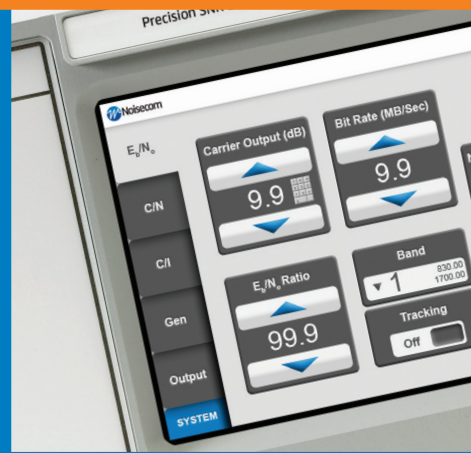 Precision SNR
Noisecom
Eb/No
C/N
C/I
Gen
Output
SYSTEM
Carrier Output (dB)
9.9
Bit Rate (MB/Sec)
9.9
Eb/No Ratio
99.9
Band
1
830.00
1700.00
Tracking
Off